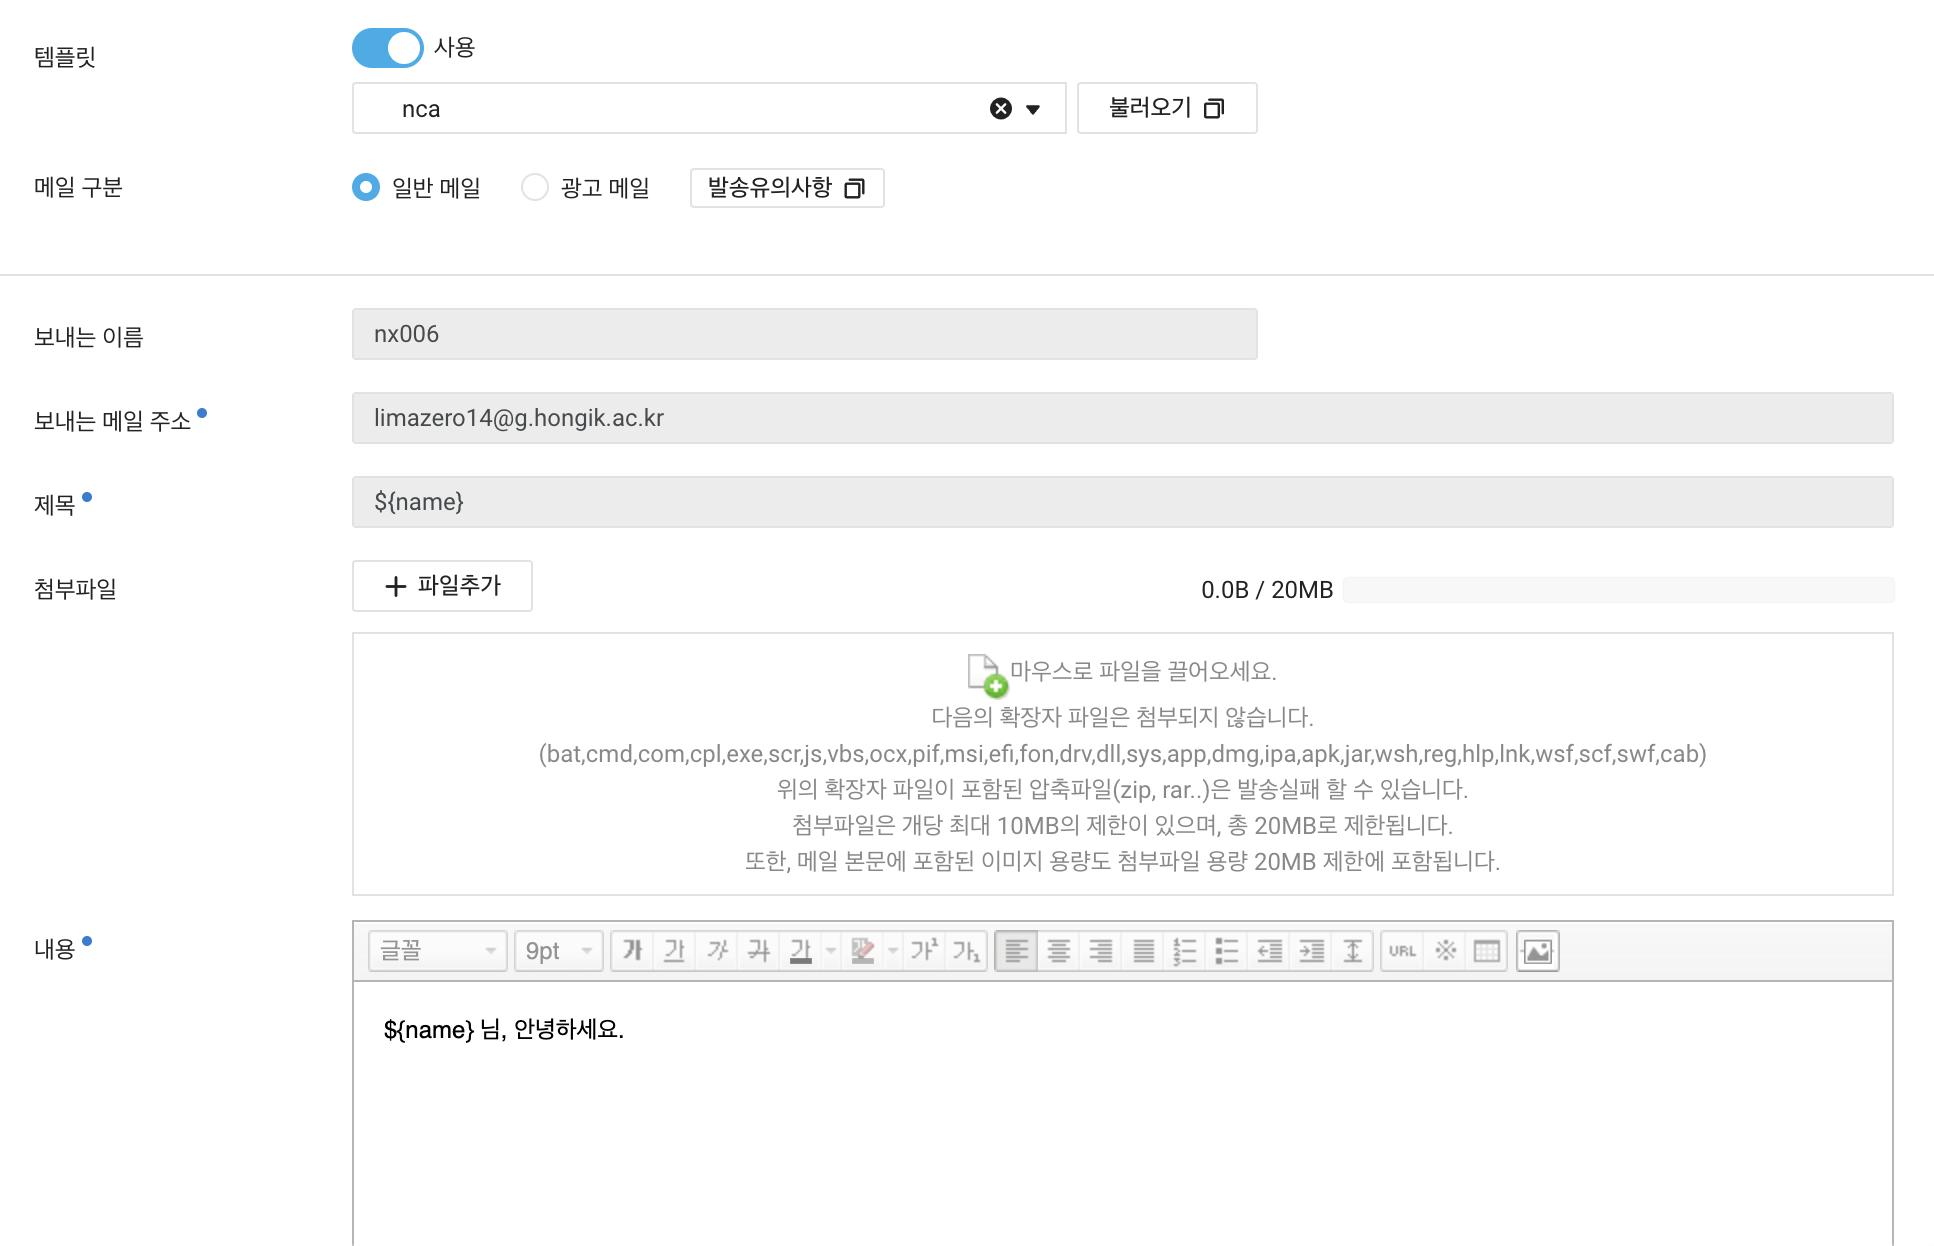 템플릿
사용
nca
불러오기
메일 구분
일반 메일
광고 메일
발송유의사항
보내는 이름
nx006
보내는 메일 주소
limazero14@g.hongik.ac.kr
제목
${name}
첨부파일
파일추가
0.0B / 20MB
마우스로 파일을 끌어오세요.
다음의 확장자 파일은 첨부되지 않습니다.
(bat,cmd,com,cpl,exe,scr,js,vbs,ocx,pif,msi,efi,fon,drv,dll,sys,app,dmg,ipa,apk,jar,wsh,reg,hlp,lnk,wsf,scf,swf,cab)
위의 확장자 파일이 포함된 압축파일(zip, rar..)은 발송실패 할 수 있습니다.
첨부파일은 개당 최대 10MB의 제한이 있으며, 총 20MB로 제한됩니다.
또한, 메일 본문에 포함된 이미지 용량도 첨부파일 용량 20MB 제한에 포함됩니다.
내용
글꼴 9pt 가 가 가 가 가 가 가¹ 가₁ URL ※
${name} 님, 안녕하세요.